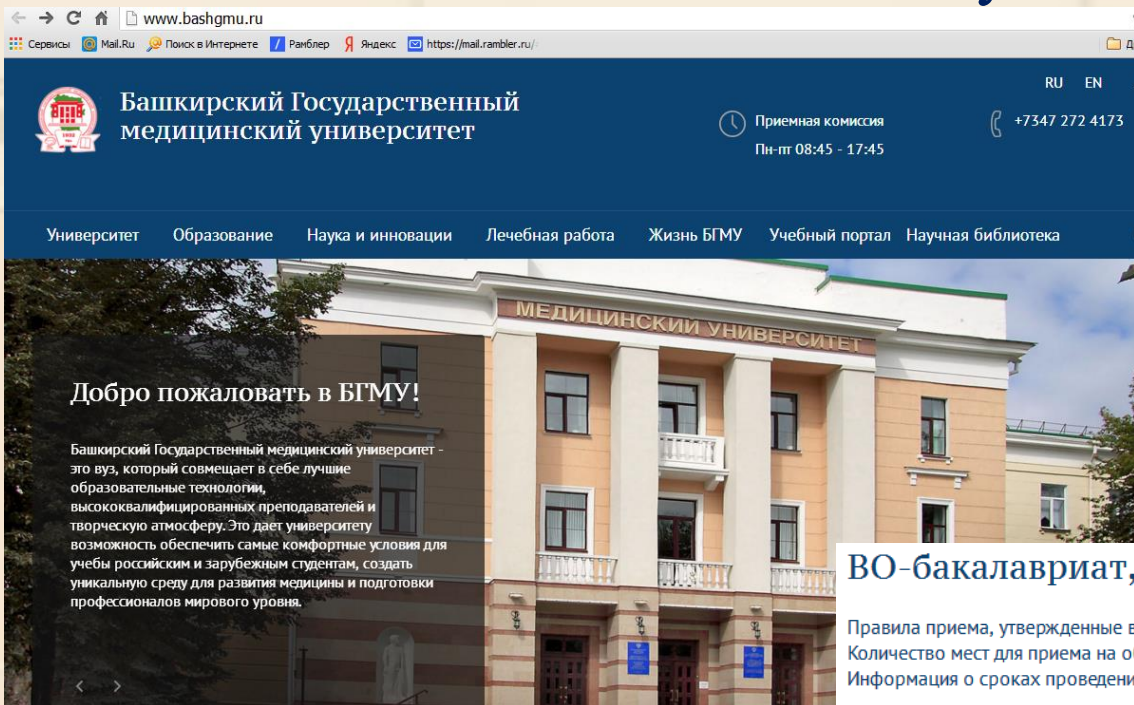 www.bashgmu.ru
Сервисы Mail.Ru Поиск в Интернете Рамблер Яндекс https://mail.rambler.ru/
RU EN
Башкирский Государственный
медицинский университет
Приемная комиссия
Пн-пт 08:45 - 17:45
+7347 272 4173
Университет Образование Наука и инновации Лечебная работа Жизнь БГМУ Учебный портал Научная библиотека
МЕДИЦИНСКИЙ УНИВЕРСИТЕТ
Добро пожаловать в БГМУ!
Башкирский Государственный медицинский университет -
это вуз, который совмещает в себе лучшие
образовательные технологии,
высококвалифицированных преподавателей и
творческую атмосферу. Это дает университету
возможность обеспечить самые комфортные условия для
учебы российским и зарубежным студентам, создать
уникальную среду для развития медицины и подготовки
профессионалов мирового уровня.
ВО-бакалавриат,
Правила приема, утвержденные
Количество мест для приема на
Информация о сроках